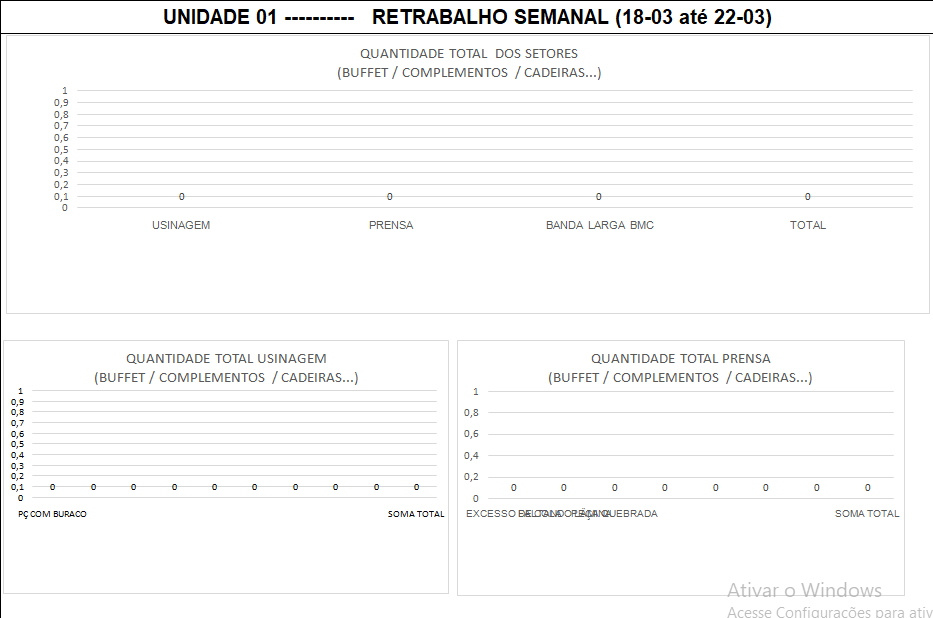 UNIDADE 01 ---------- RETRABALHO SEMANAL (18-03 até 22-03)
QUANTIDADE TOTAL DOS SETORES
(BUFFET / COMPLEMENTOS / CADEIRAS...)
1
0,9
0,8
0,7
0,6
0,5
0,4
0,3
0,2
0,1
0
0 0 0 0
USINAGEM PRENSA BANDA LARGA BMC TOTAL
QUANTIDADE TOTAL USINAGEM
(BUFFET / COMPLEMENTOS / CADEIRAS...)
1
0,9
0,8
0,7
0,6
0,5
0,4
0,3
0,2
0,1
0
0 0 0 0 0 0 0 0 0 0
PÇ COM BURACO SOMA TOTAL
QUANTIDADE TOTAL PRENSA
(BUFFET / COMPLEMENTOS / CADEIRAS...)
1
0,8
0,6
0,4
0,2
0
0 0 0 0 0 0 0 0
EXCESSO QUEBRADA SOMA TOTAL
Ativar o Windows
Acesse Configurações para ativ